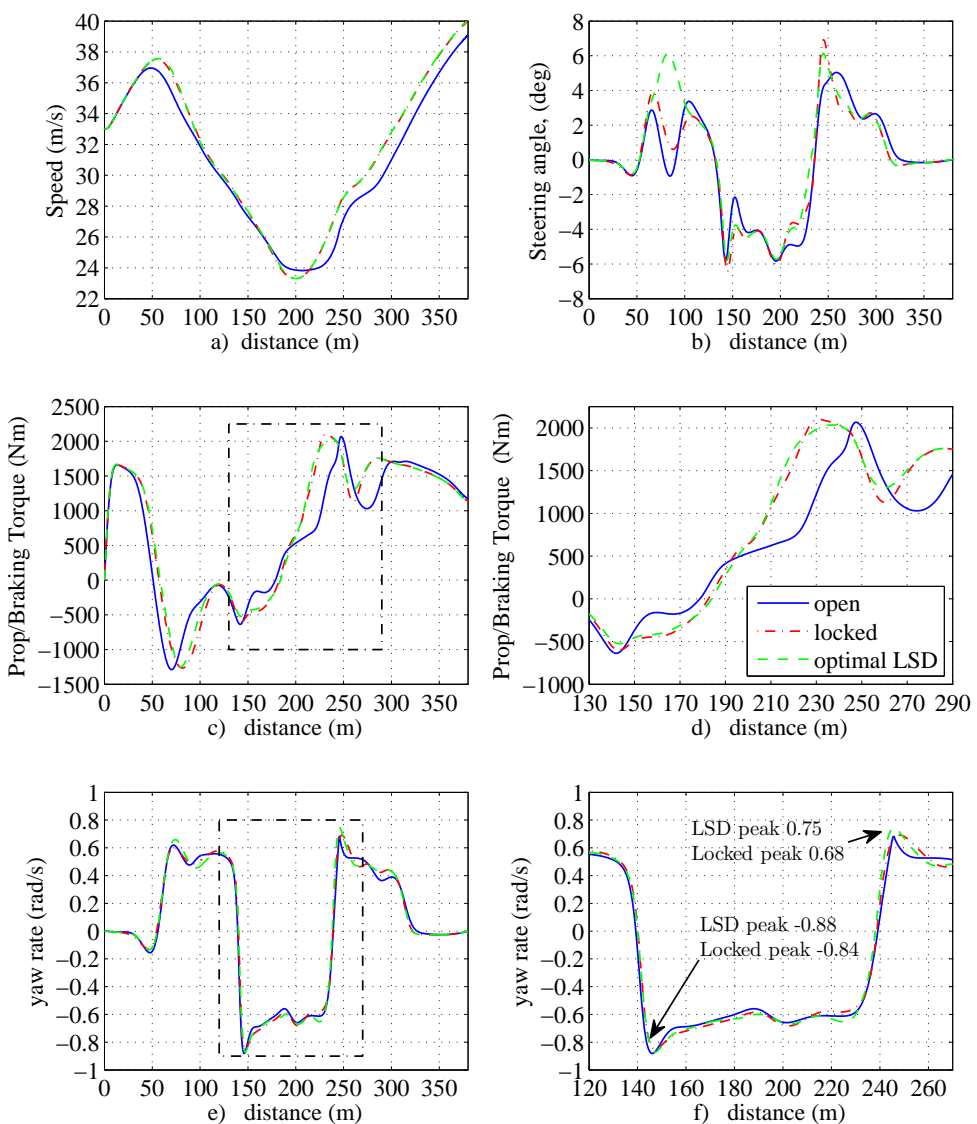 40
38
36
34
32
30
28
26
24
22
Speed (m/s)
0 50 100 150 200 250 300 350
a) distance (m)
8
6
4
2
0
−2
−4
−6
−8
Steering angle, (deg)
0 50 100 150 200 250 300 350
b) distance (m)
2500
2000
1500
1000
500
0
−500
−1000
−1500
Prop/Braking Torque (Nm)
0 50 100 150 200 250 300 350
c) distance (m)
2000
1500
1000
500
0
−500
−1000
Prop/Braking Torque (Nm)
open
locked
optimal LSD
130 150 170 190 210 230 250 270 290
d) distance (m)
1
0.8
0.6
0.4
0.2
0
−0.2
−0.4
−0.6
−0.8
−1
yaw rate (rad/s)
0 50 100 150 200 250 300 350
e) distance (m)
1
0.8
0.6
0.4
0.2
0
−0.2
−0.4
−0.6
−0.8
−1
yaw rate (rad/s)
LSD peak 0.75
Locked peak 0.68
LSD peak -0.88
Locked peak -0.84
120 140 160 180 200 220 240 260
f) distance (m)